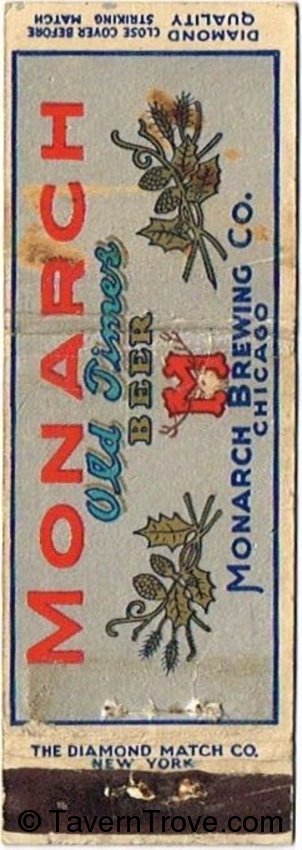 DIAMOND QUALITY
CLOSE COVER BEFORE STRIKING MATCH
MONARCH
Old Times
BEER
M
MONARCH BREWING CO.
CHICAGO
THE DIAMOND MATCH CO.
NEW YORK
© TavernTrove.com